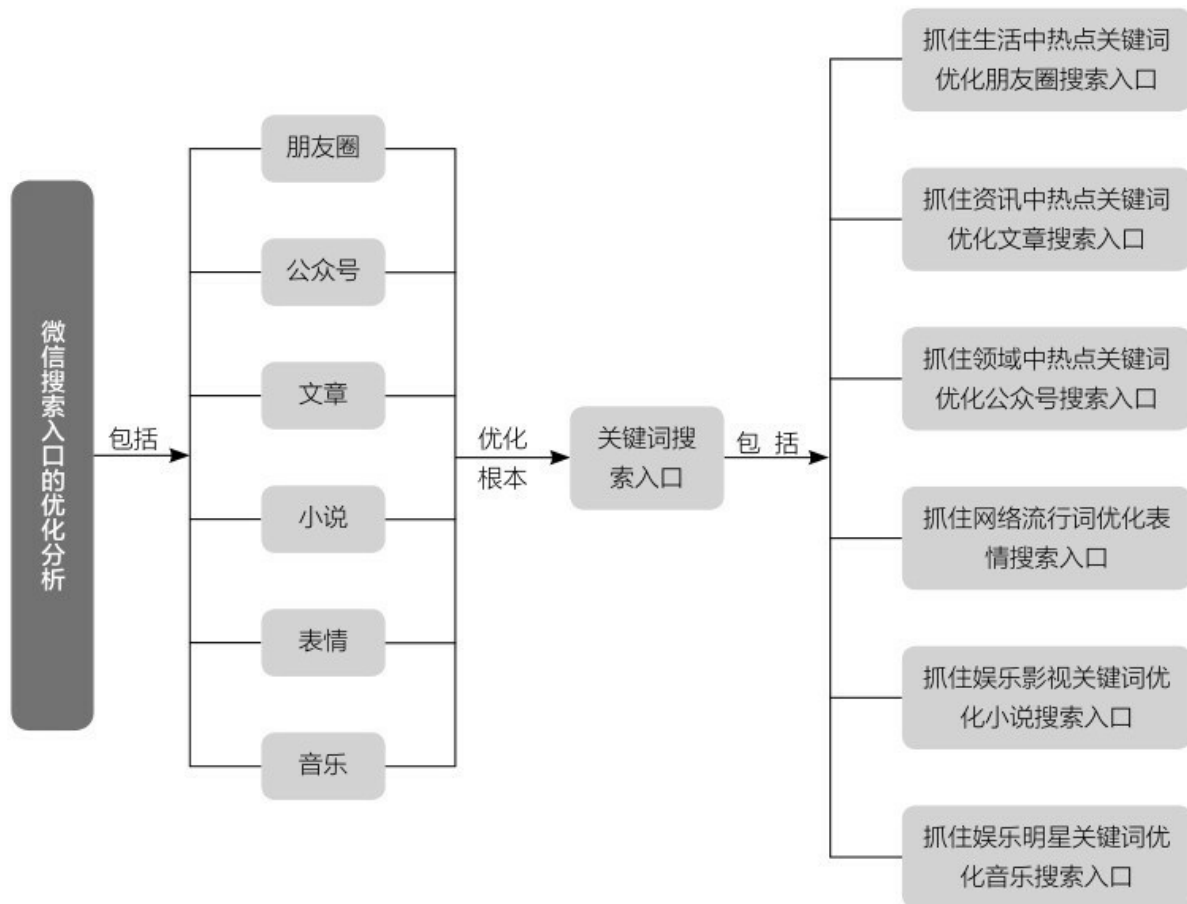 微信搜索入口的优化分析
包括
朋友圈
公众号
文章
小说
表情
音乐
优化
根本
关键词搜
索入口
包 括
抓住生活中热点关键词
优化朋友圈搜索入口
抓住资讯中热点关键词
优化文章搜索入口
抓住领域中热点关键词
优化公众号搜索入口
抓住网络流行词优化表
情搜索入口
抓住娱乐影视关键词优
化小说搜索入口
抓住娱乐明星关键词优
化音乐搜索入口